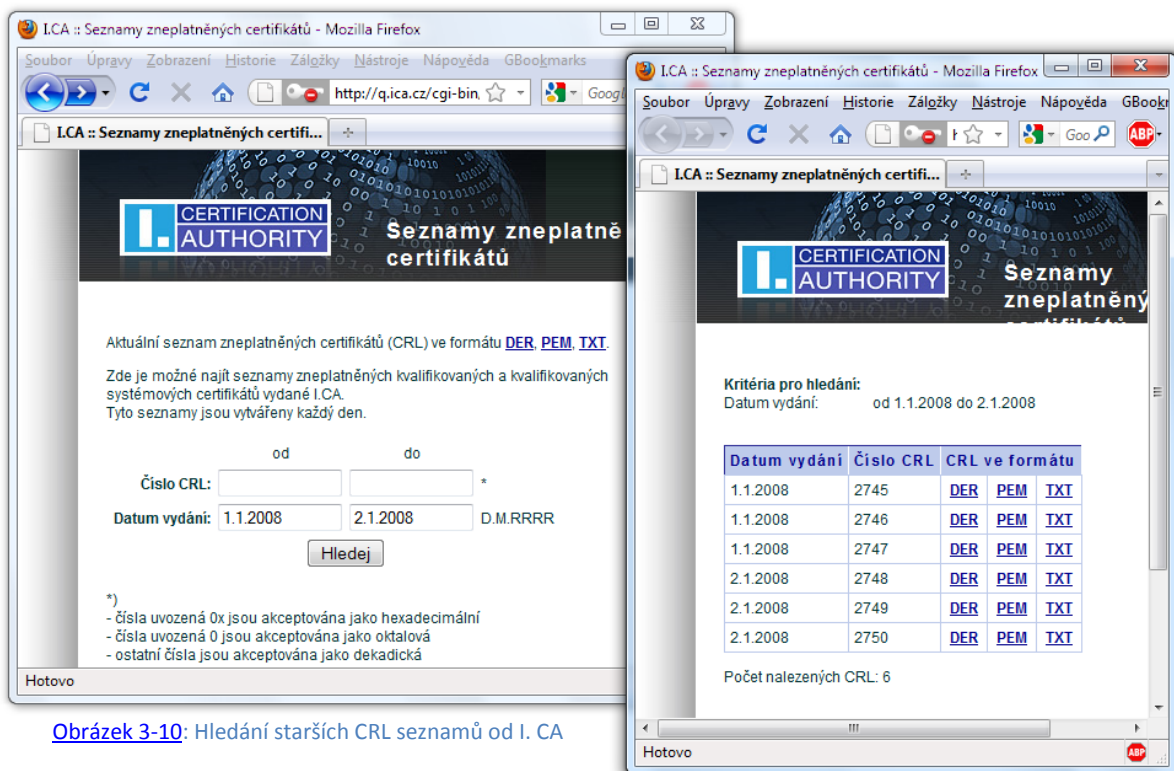 I.CA :: Seznamy zneplatněných certifikátů - Mozilla Firefox
Soubor Úpravy Zobrazení Historie Záložky Nástroje Nápověda GBookmarks
http://q.ica.cz/cgi-bin
I.CA :: Seznamy zneplatněných certifi...
CERTIFICATION
I. AUTHORITY
Seznamy zneplatně
certifikátů
Aktuální seznam zneplatněných certifikátů (CRL) ve formátu DER, PEM, TXT.
Zde je možné najít seznamy zneplatněných kvalifikovaných a kvalifikovaných
systémových certifikátů vydané I.CA.
Tyto seznamy jsou vytvářeny každý den.
od do
Číslo CRL: *
Datum vydání: 1.1.2008 2.1.2008 D.M.RRRR
Hledej
*)
- čísla uvozená 0x jsou akceptována jako hexadecimální
- čísla uvozená 0 jsou akceptována jako oktalová
- ostatní čísla jsou akceptována jako dekadická
Hotovo
Obrázek 3-10: Hledání starších CRL seznamů od I. CA
I.CA :: Seznamy zneplatněných certifikátů - Mozilla Firefox
Soubor Úpravy Zobrazení Historie Záložky Nástroje Nápověda
Goo ABP
I.CA :: Seznamy zneplatněných certifi...
CERTIFICATION
I. AUTHORITY
Seznamy
zneplatněný
Kritéria pro hledání:
Datum vydání: od 1.1.2008 do 2.1.2008
Datum vydání Číslo CRL CRL ve formátu
1.1.2008 2745 DER PEM TXT
1.1.2008 2746 DER PEM TXT
1.1.2008 2747 DER PEM TXT
2.1.2008 2748 DER PEM TXT
2.1.2008 2749 DER PEM TXT
2.1.2008 2750 DER PEM TXT
Počet nalezených CRL: 6
Hotovo ABP